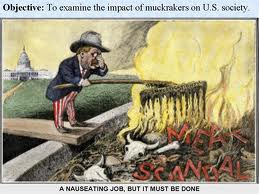 Objective: To examine the impact of muckrakers on U.S. society.
MEAT
SCANDAL
A NAUSEATING JOB, BUT IT MUST BE DONE